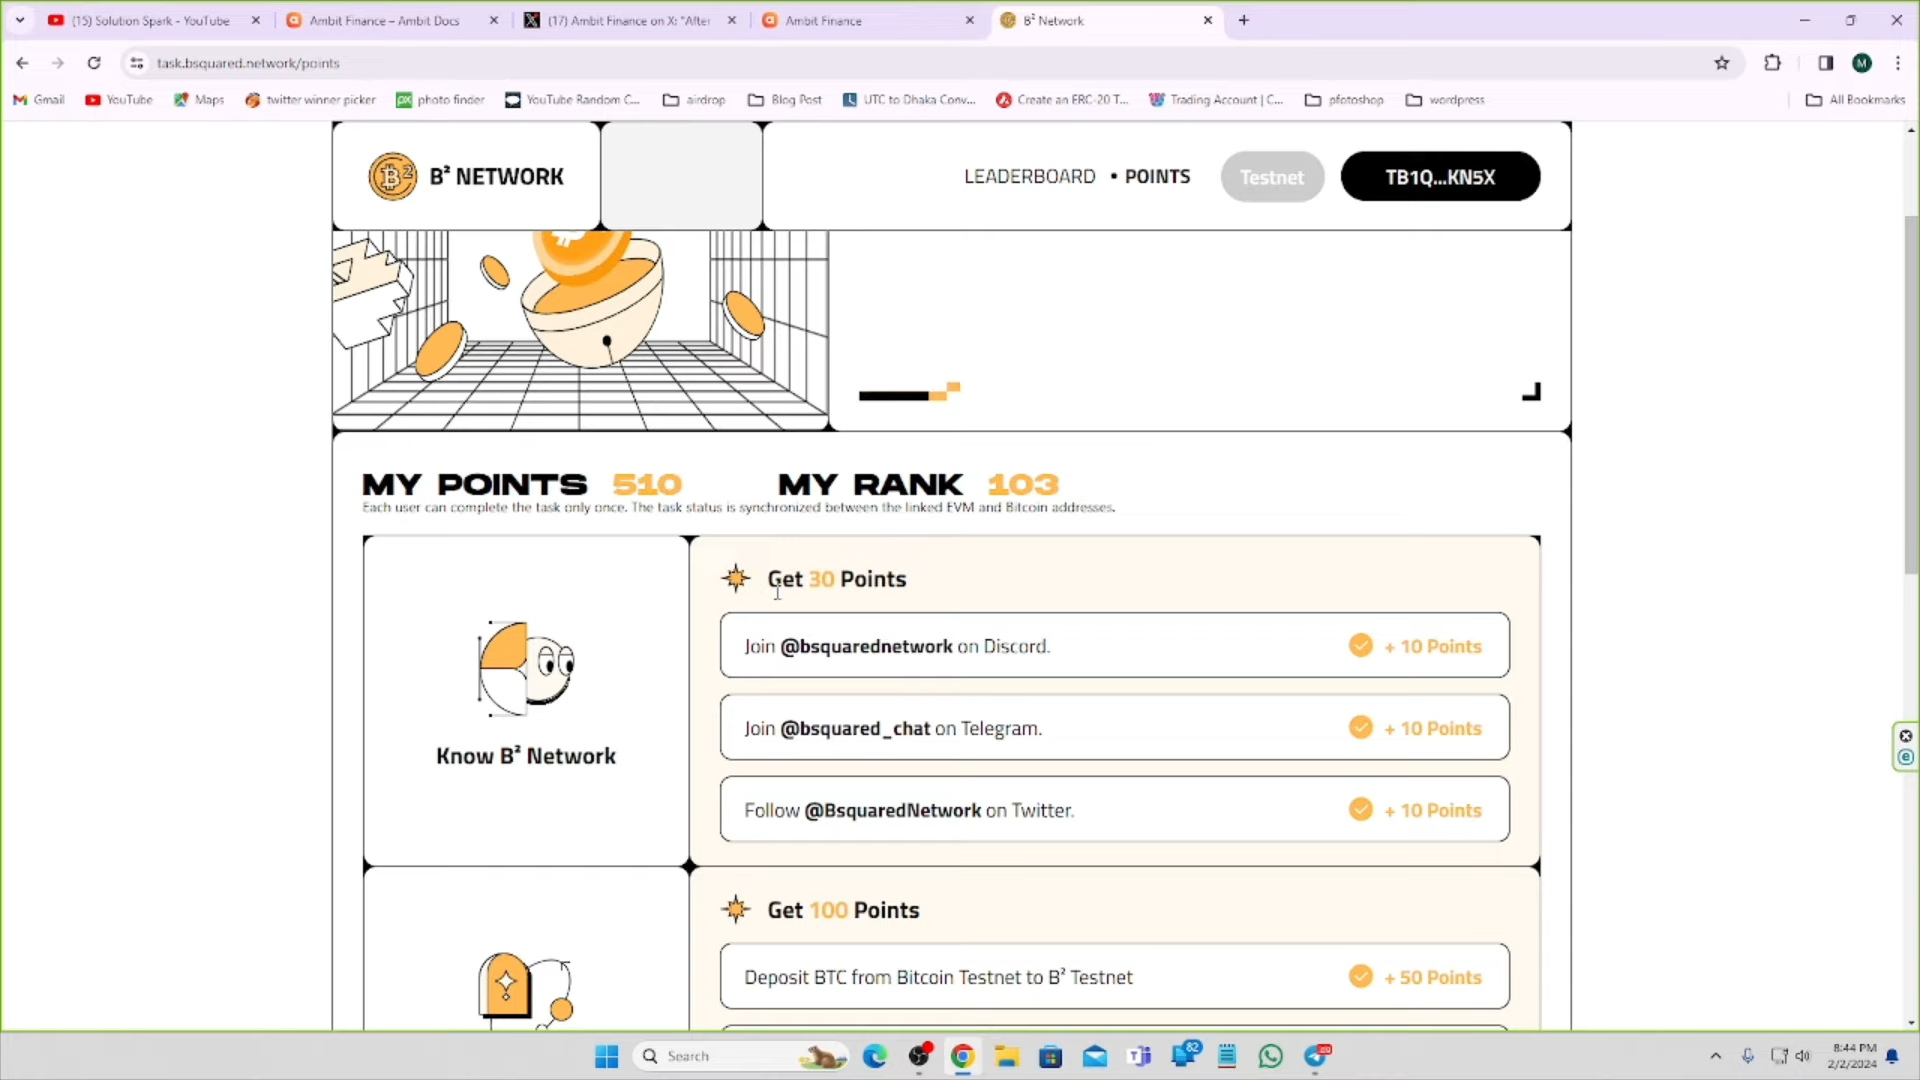 (15) Solution Spark - YouTube
Ambit Finance – Ambit Docs
(17) Ambit Finance on X: "After
Ambit Finance
B² Network
task.bsquared.network/points
M
Gmail
YouTube
Maps
twitter winner picker
photo finder
YouTube Random C...
airdrop
Blog Post
UTC to Dhaka Conv...
Create an ERC-20 T...
Trading Account | C...
pfotoshop
wordpress
All Bookmarks
B² NETWORK
LEADERBOARD
• POINTS
Testnet
TB1Q...KN5X
MY POINTS 510
MY RANK 103
Each user can complete the task only once. The task status is synchronized between the linked EVM and Bitcoin addresses.
Get 30 Points
Join @bsquarednetwork on Discord.
+ 10 Points
Join @bsquared_chat on Telegram.
+ 10 Points
Know B² Network
Follow @BsquaredNetwork on Twitter.
+ 10 Points
Get 100 Points
Deposit BTC from Bitcoin Testnet to B² Testnet
+ 50 Points
Search
82
8:44 PM
2/2/2024